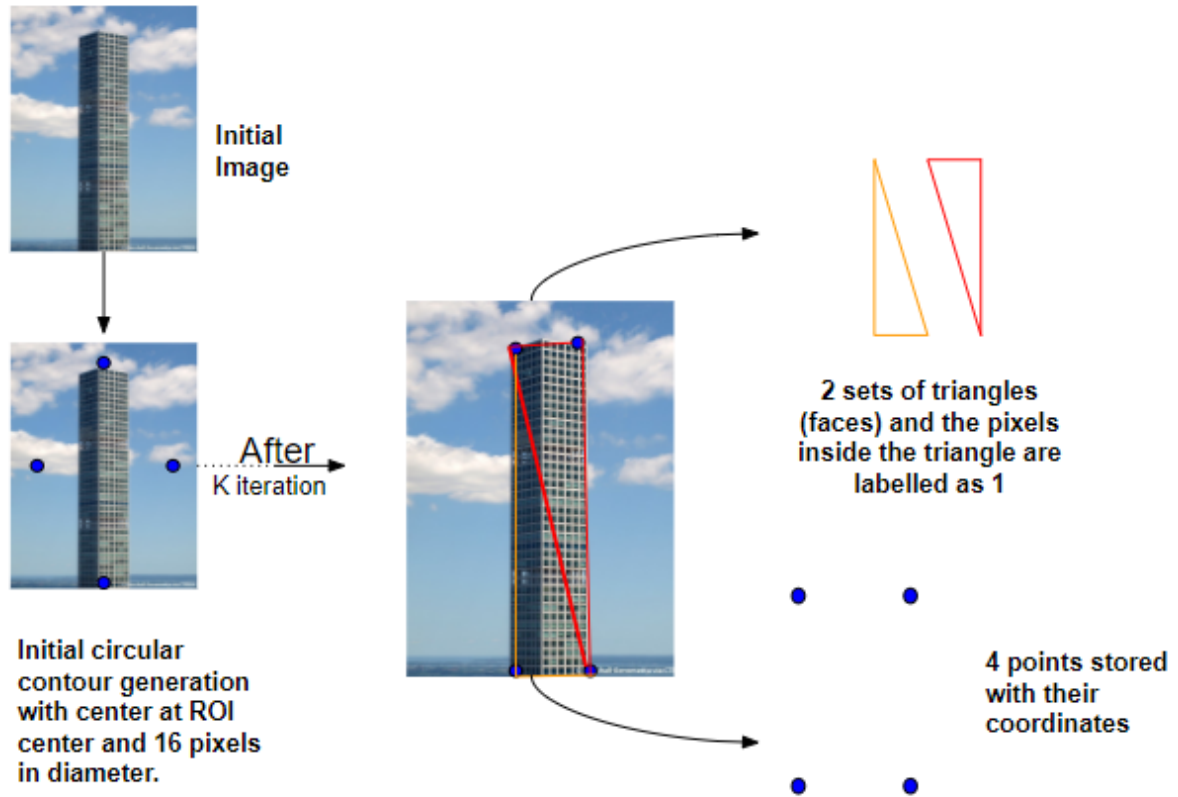 Initial
Image
After
K iteration
2 sets of triangles
(faces) and the pixels
inside the triangle are
labelled as 1
Initial circular
contour generation
with center at ROI
center and 16 pixels
in diameter.
4 points stored
with their
coordinates